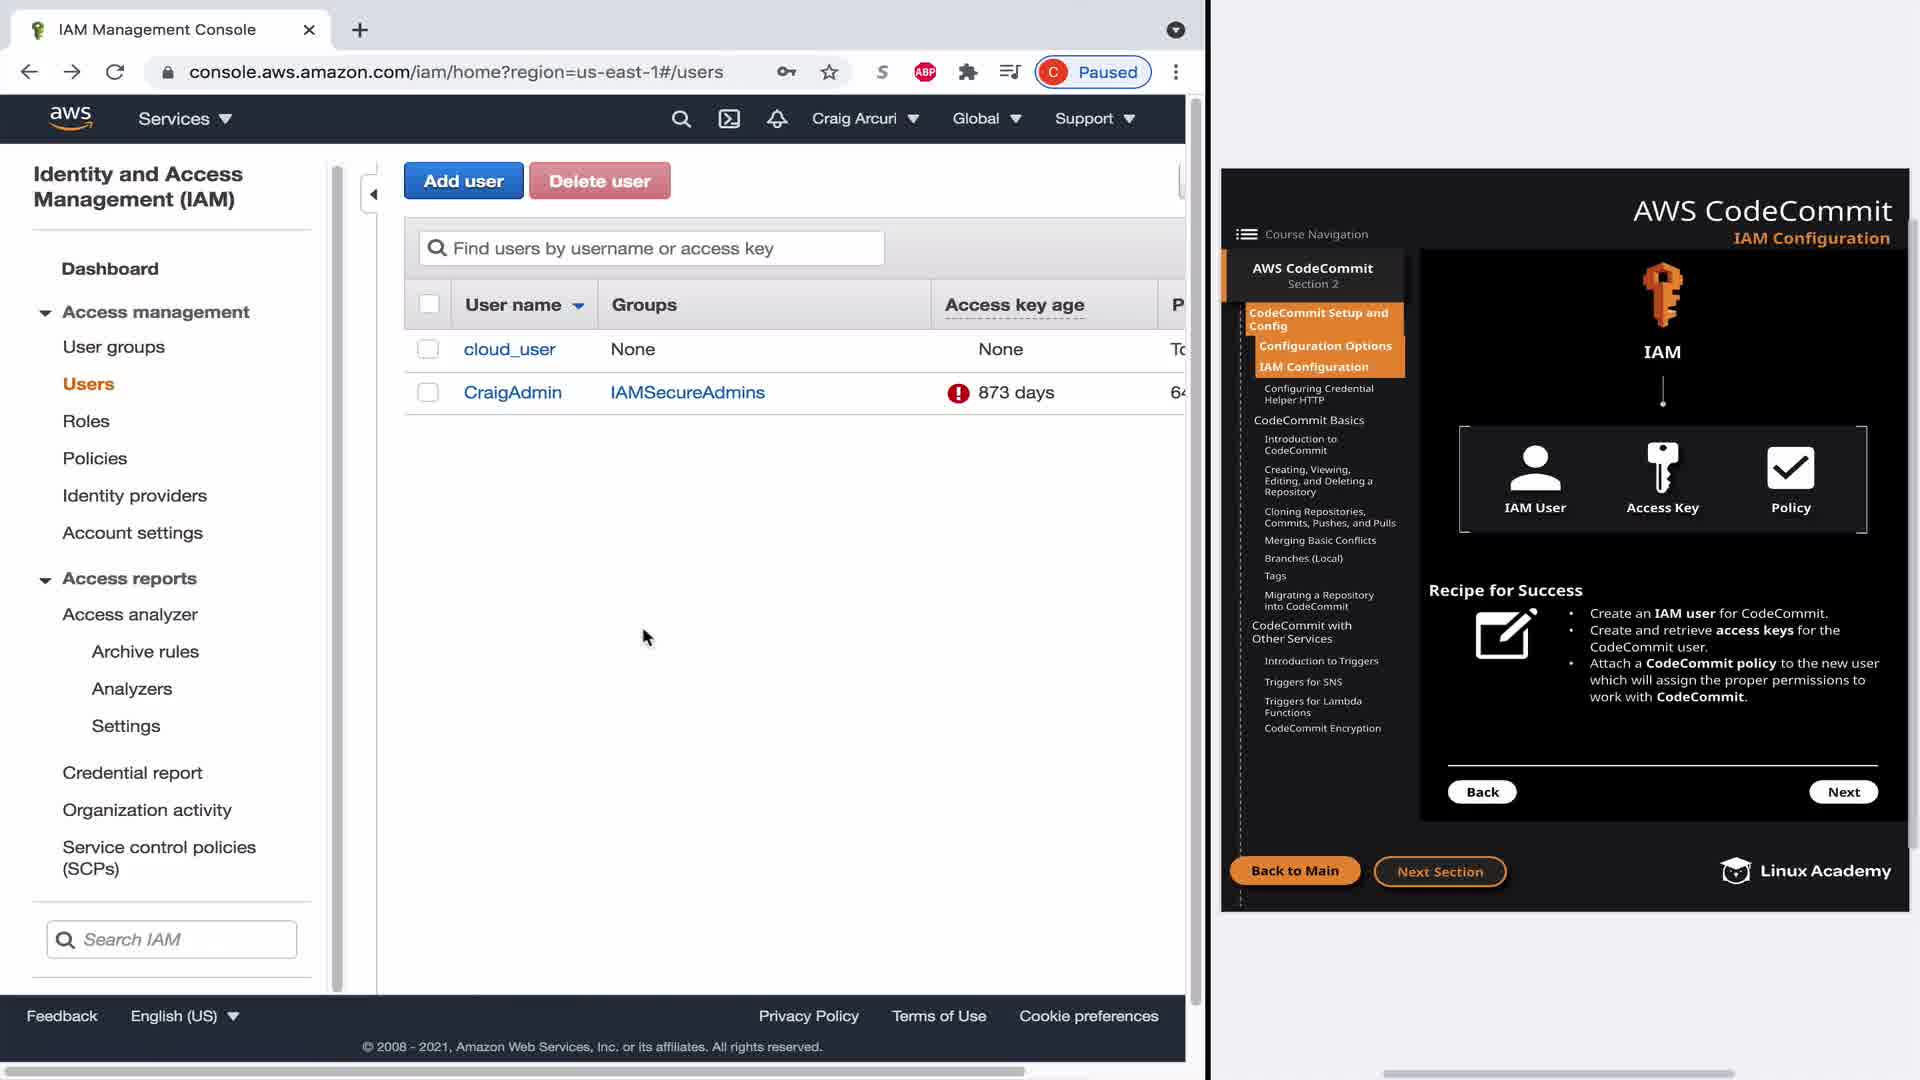 IAM Management Console
console.aws.amazon.com/iam/home?region=us-east-1#/users
S
ABP
C
Paused
aws
Services
Craig Arcuri
Global
Support
Identity and Access
Management (IAM)
Dashboard
Access management
User groups
Users
Roles
Policies
Identity providers
Account settings
Access reports
Access analyzer
Archive rules
Analyzers
Settings
Credential report
Organization activity
Service control policies
(SCPs)
Search IAM
Add user
Delete user
Find users by username or access key
User name
Groups
Access key age
P
cloud_user
None
None
To
CraigAdmin
IAMSecureAdmins
873 days
64
Feedback
English (US)
Privacy Policy
Terms of Use
Cookie preferences
© 2008 - 2021, Amazon Web Services, Inc. or its affiliates. All rights reserved.
AWS CodeCommit
IAM Configuration
Course Navigation
AWS CodeCommit
Section 2
CodeCommit Setup and
Config
Configuration Options
IAM Configuration
Configuring Credential
Helper HTTP
CodeCommit Basics
Introduction to
CodeCommit
Creating, Viewing,
Editing, and Deleting a
Repository
Cloning Repositories,
Commits, Pushes, and Pulls
Merging Basic Conflicts
Branches (Local)
Tags
Migrating a Repository
into CodeCommit
CodeCommit with
Other Services
Introduction to Triggers
Triggers for SNS
Triggers for Lambda
Functions
CodeCommit Encryption
IAM
IAM User
Access Key
Policy
Recipe for Success
• Create an IAM user for CodeCommit.
• Create and retrieve access keys for the
CodeCommit user.
• Attach a CodeCommit policy to the new user
which will assign the proper permissions to
work with CodeCommit.
Back
Next
Back to Main
Next Section
Linux Academy